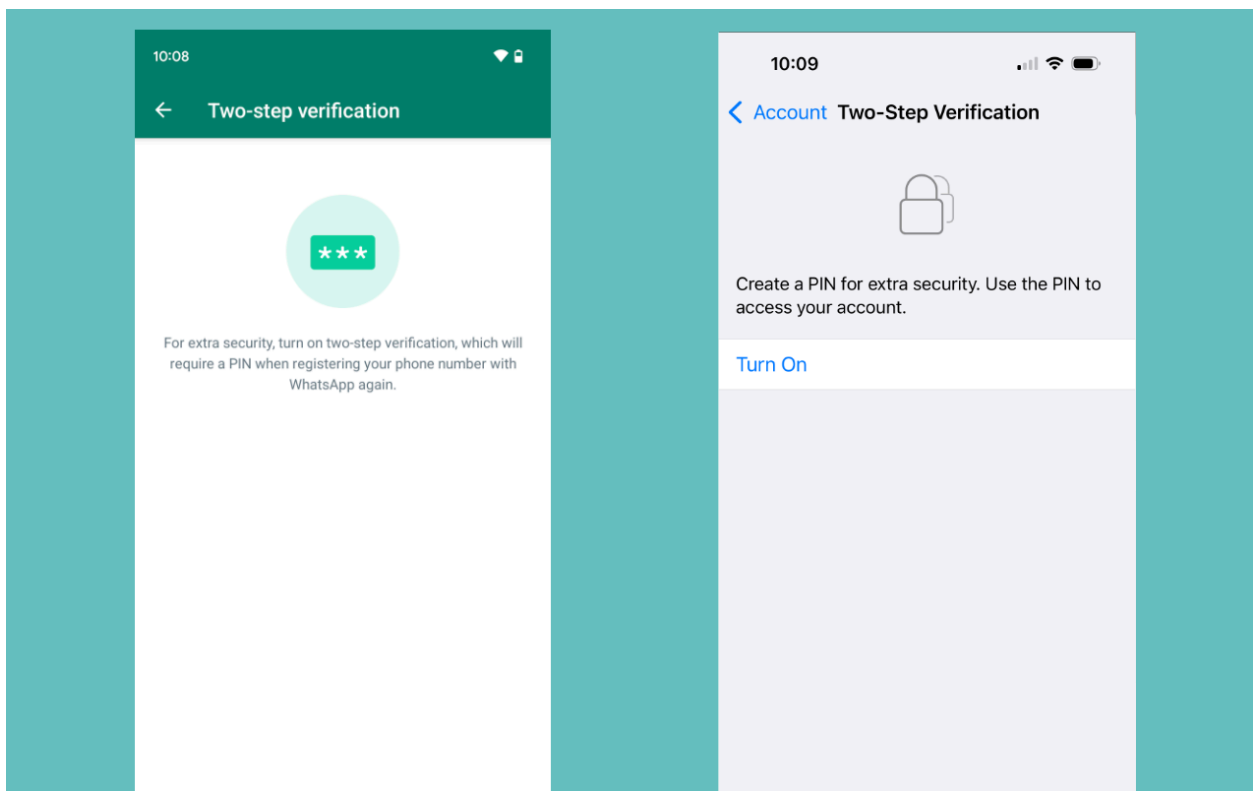 10:08
Two-step verification
***
For extra security, turn on two-step verification, which will
require a PIN when registering your phone number with
WhatsApp again.
10:09
Account Two-Step Verification
Create a PIN for extra security. Use the PIN to
access your account.
Turn On